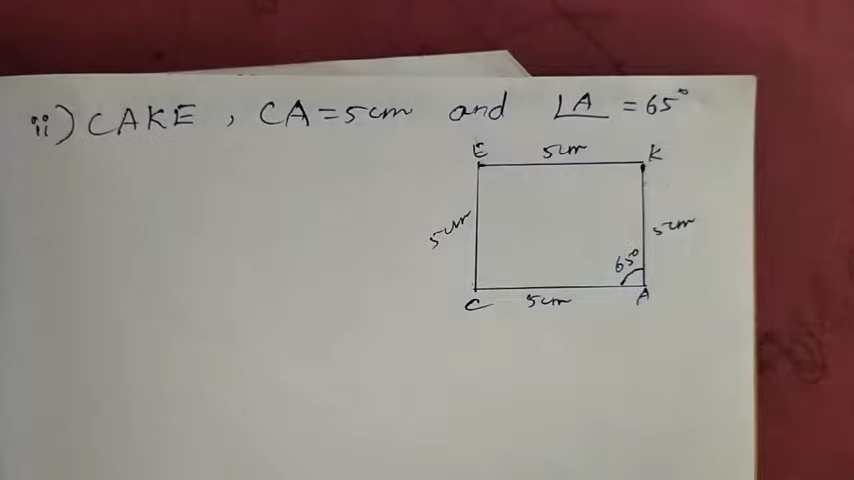 ii) CAKE , CA = 5cm and ∠A = 65°
E 5cm K
5cm 5cm
65°
C 5cm A